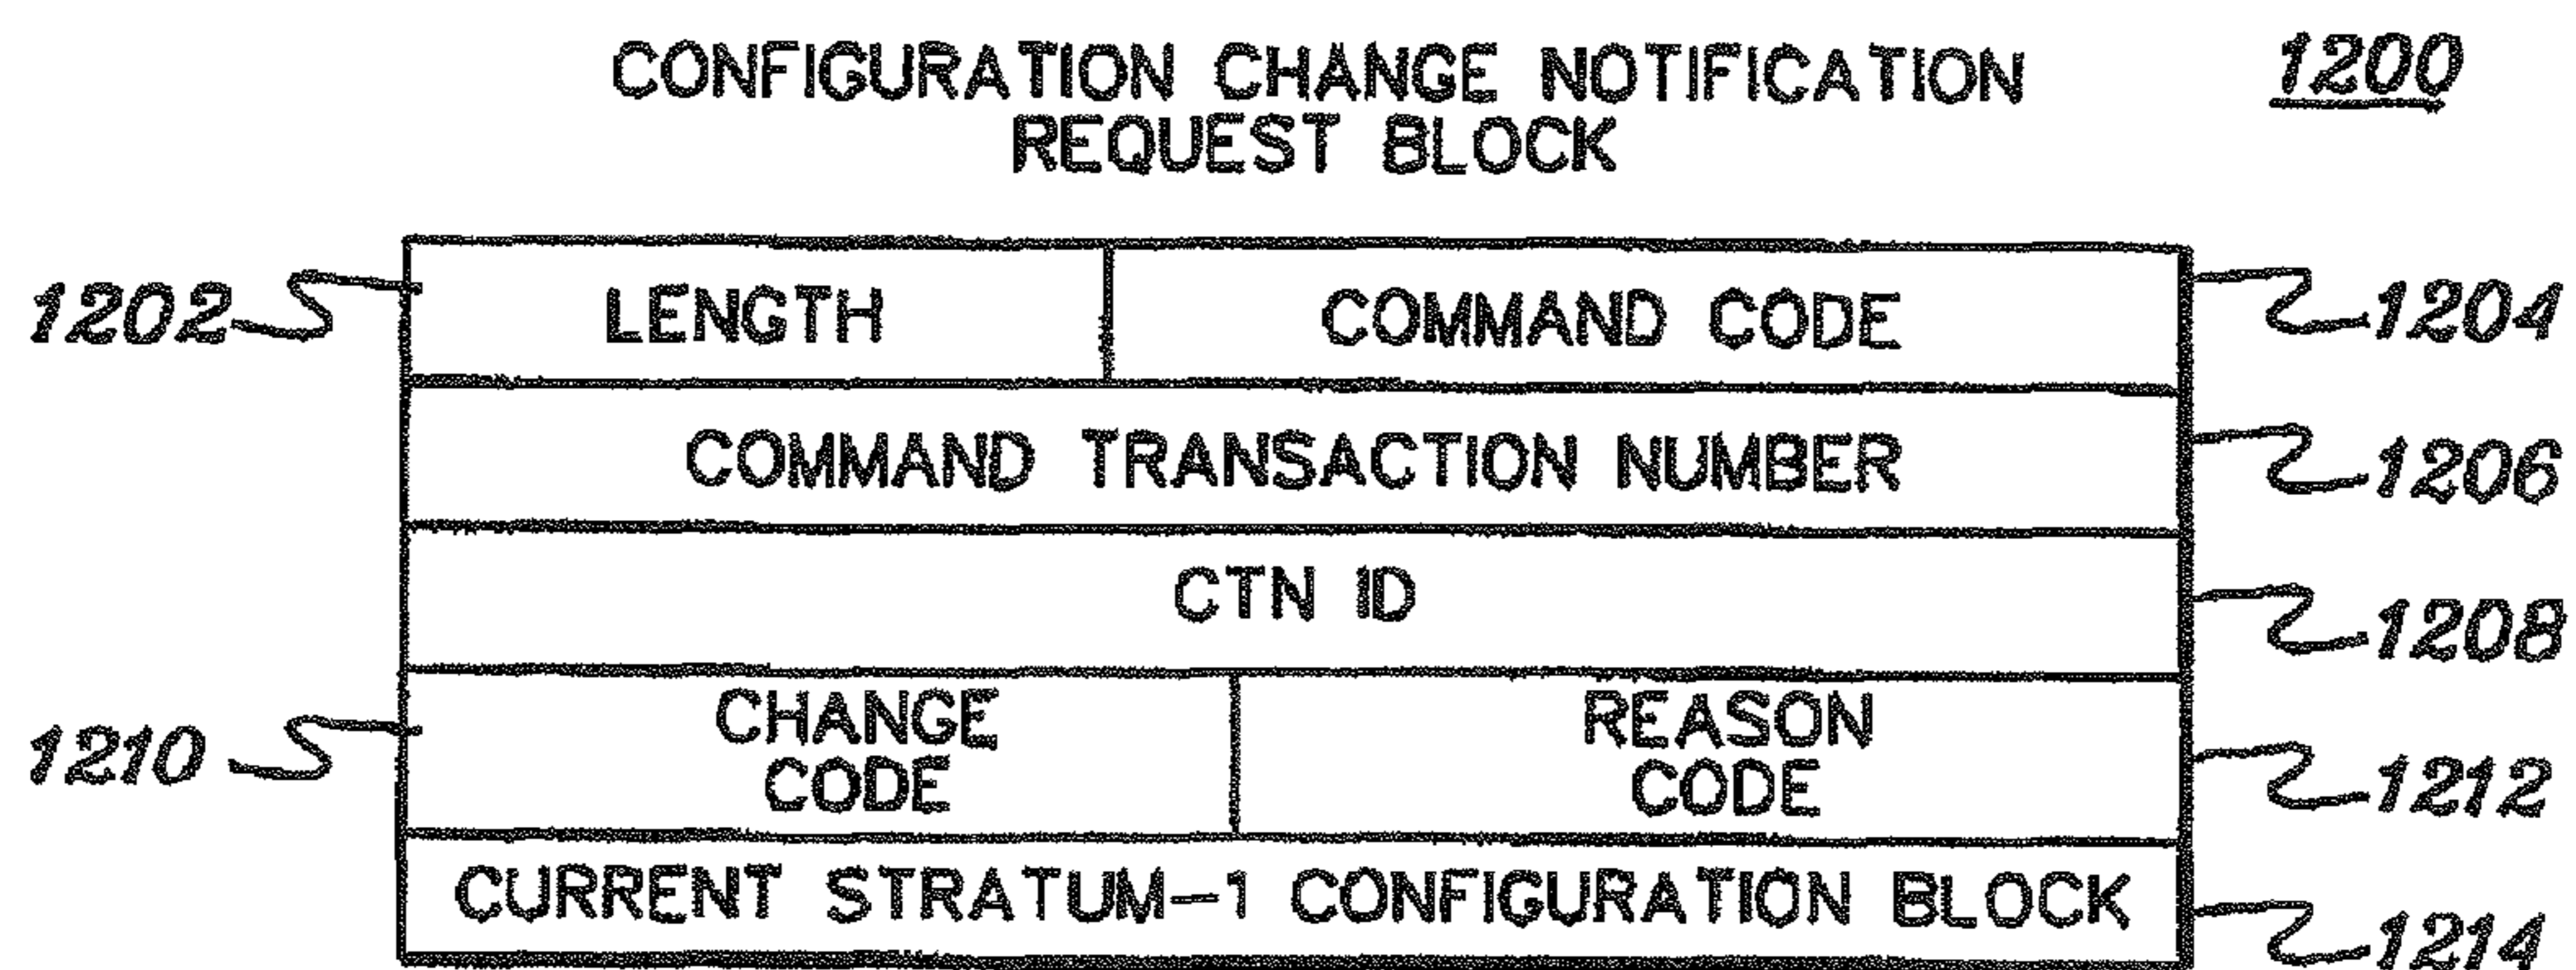 CONFIGURATION CHANGE NOTIFICATION 1200
REQUEST BLOCK
1202 LENGTH COMMAND CODE 1204
COMMAND TRANSACTION NUMBER 1206
CTN ID 1208
1210 CHANGE CODE REASON CODE 1212
CURRENT STRATUM-1 CONFIGURATION BLOCK 1214